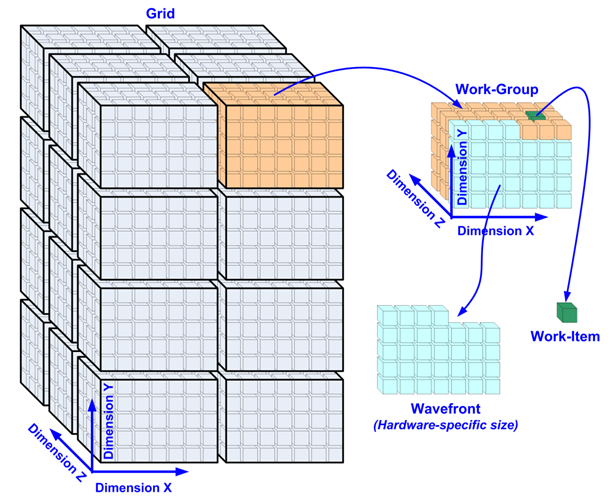 Grid
Work-Group
Dimension Y
Dimension Z
Dimension X
Work-Item
Wavefront
(Hardware-specific size)
Dimension Y
Dimension Z
Dimension X